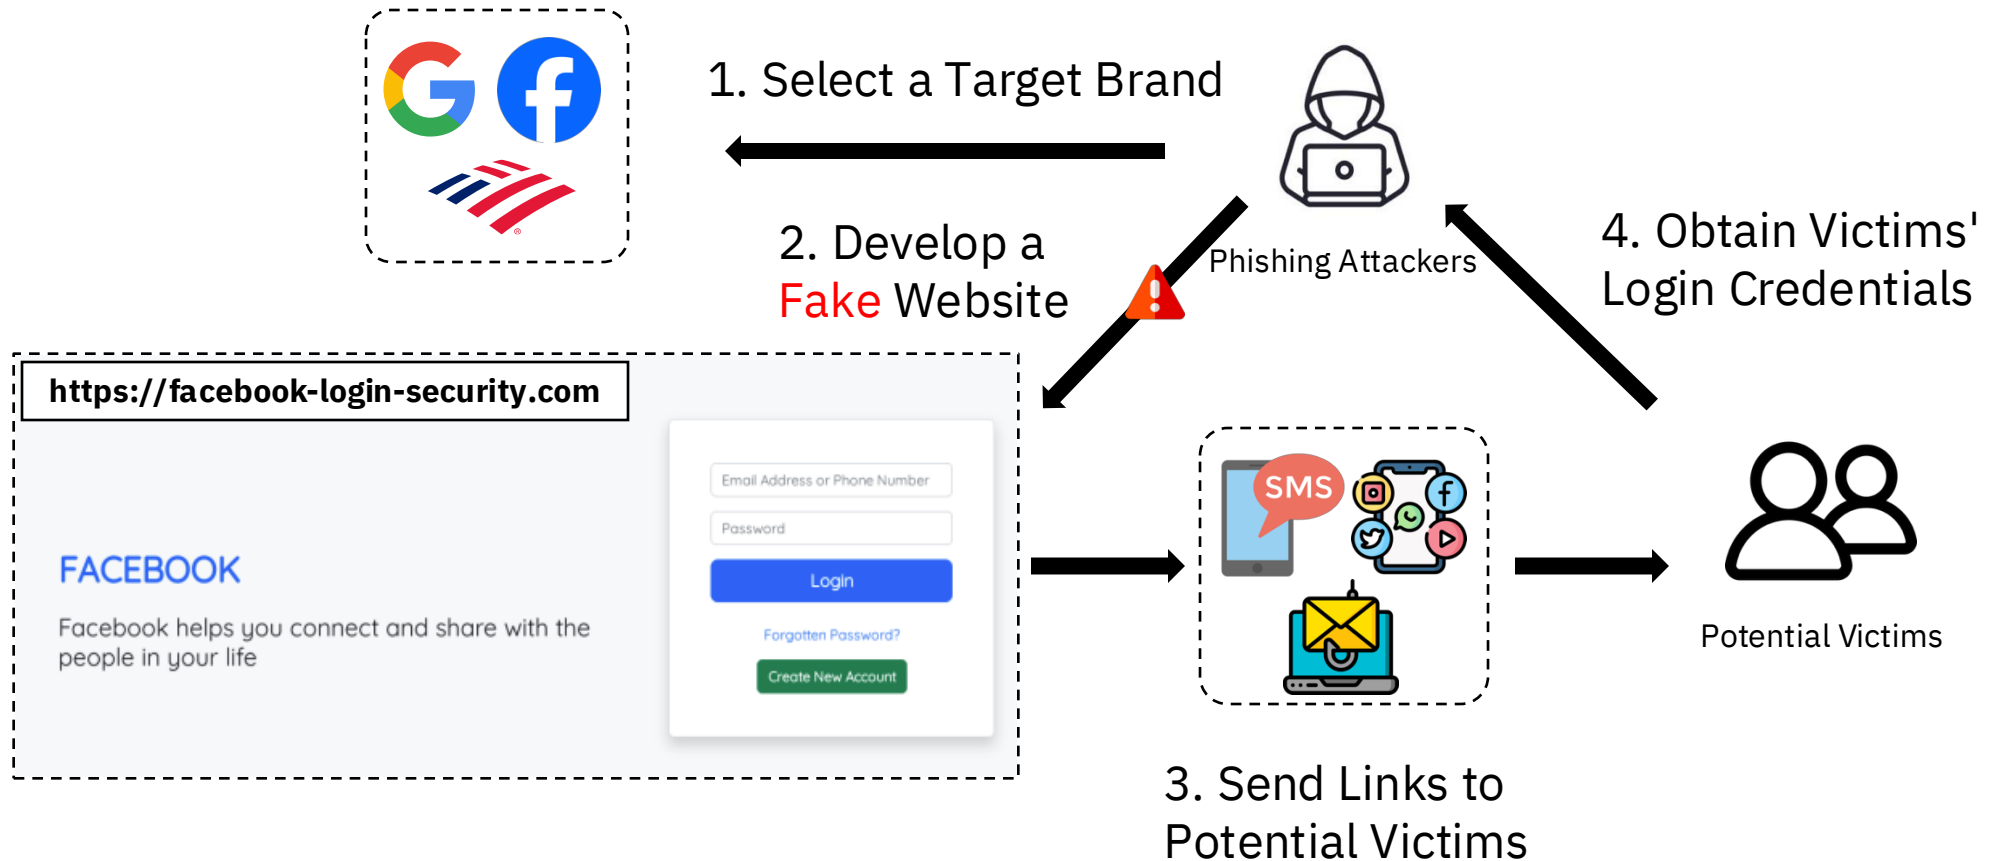 1. Select a Target Brand
2. Develop a
Fake Website
Phishing Attackers
4. Obtain Victims'
Login Credentials
https://facebook-login-security.com
Email Address or Phone Number
Password
Login
Forgotten Password?
Create New Account
FACEBOOK
Facebook helps you connect and share with the
people in your life
SMS
Potential Victims
3. Send Links to
Potential Victims